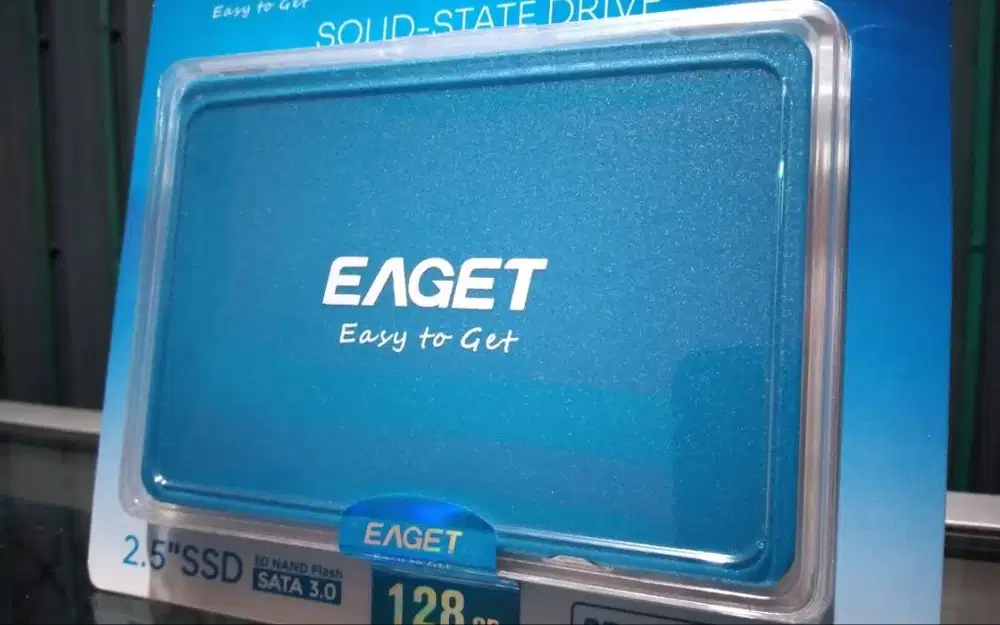 Easy to Get
SOLID-STATE DRIVE
EAGET
Easy to Get
EAGET
2.5"SSD
3D NAND Flash
SATA 3.0
128 GB